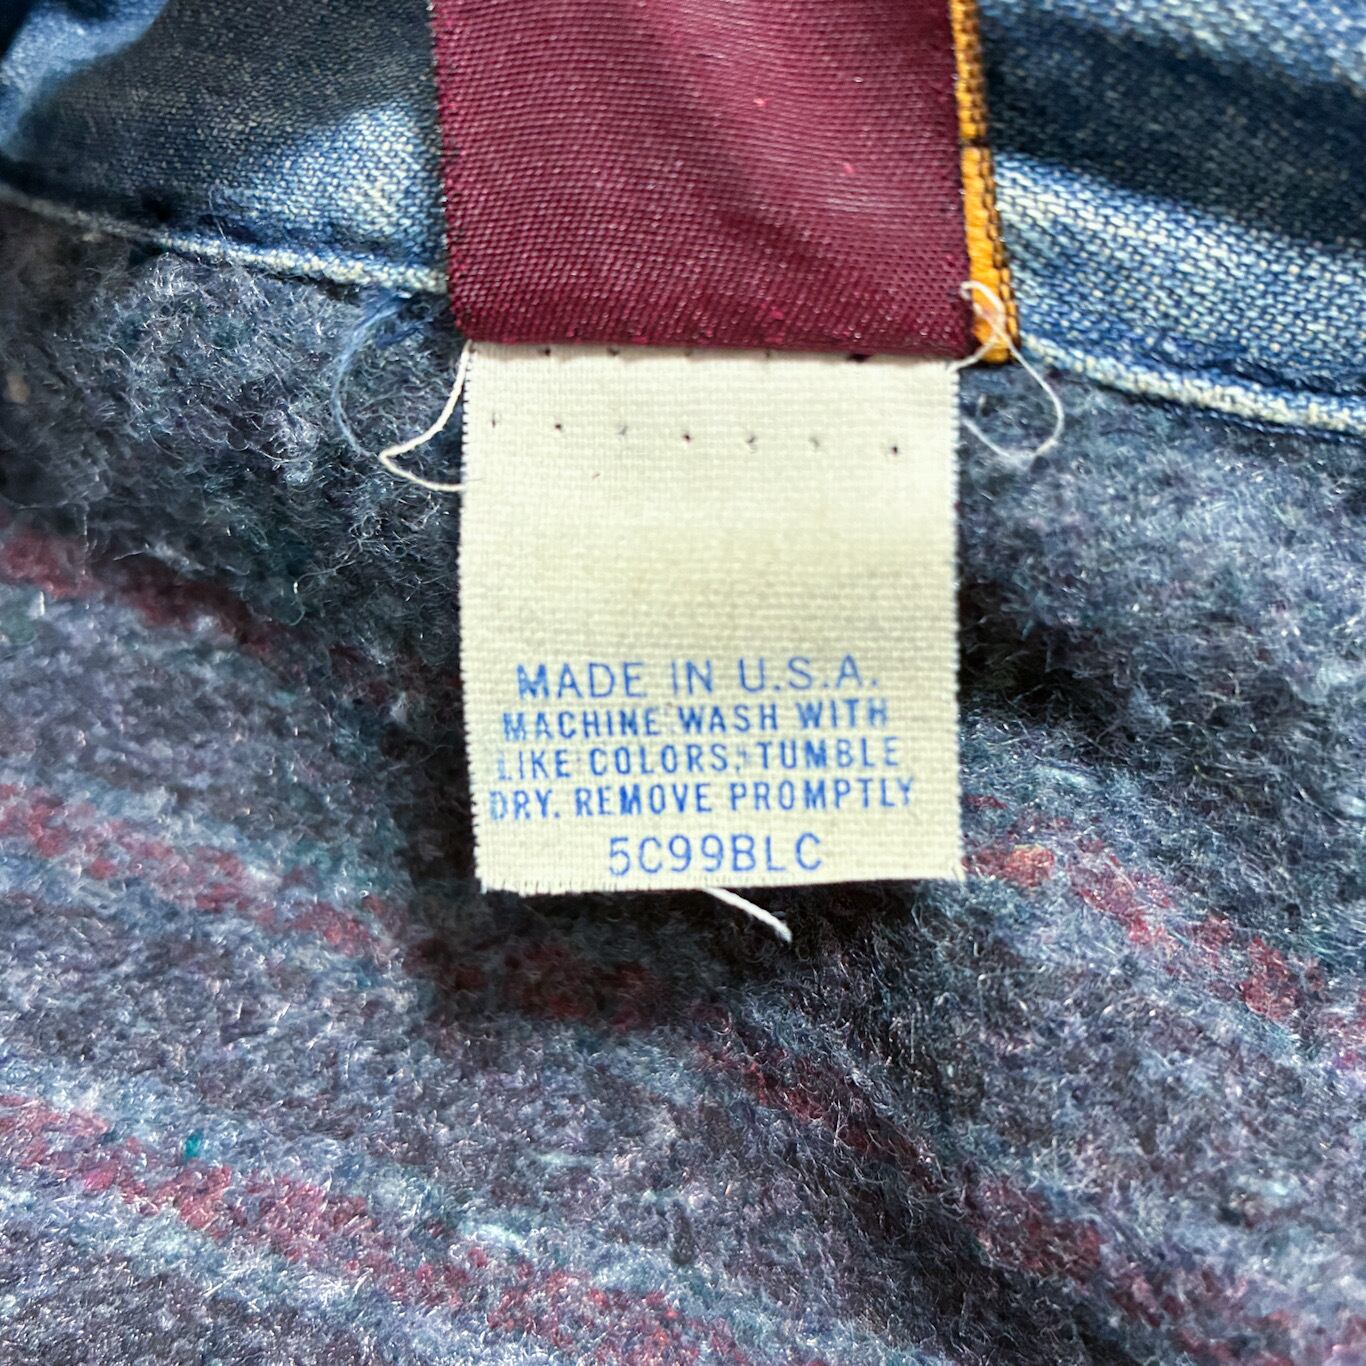 MADE IN U.S.A.
MACHINE WASH WITH
LIKE COLORS, TUMBLE
DRY. REMOVE PROMPTLY
5C99BLC